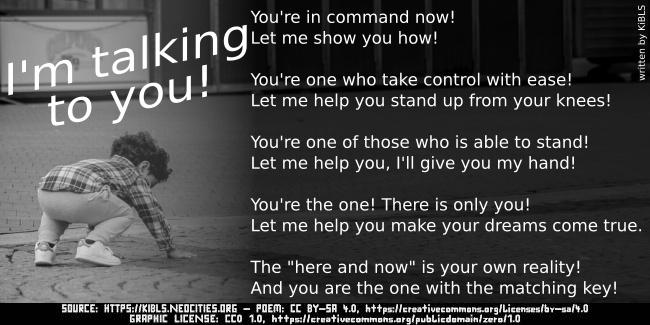 I'm talking
to you!
You're in command now!
Let me show you how!
You're one who take control with ease!
Let me help you stand up from your knees!
You're one of those who is able to stand!
Let me help you, I'll give you my hand!
You're the one! There is only you!
Let me help you make your dreams come true.
The "here and now" is your own reality!
And you are the one with the matching key!
written by KiBLS
SOURCE: HTTPS://KIBLS.NEOCITIES.ORG — POEM: CC BY-SA 4.0, https://creativecommons.org/licenses/by-sa/4.0
GRAPHIC LICENSE: CC0 1.0, https://creativecommons.org/publicdomain/zero/1.0